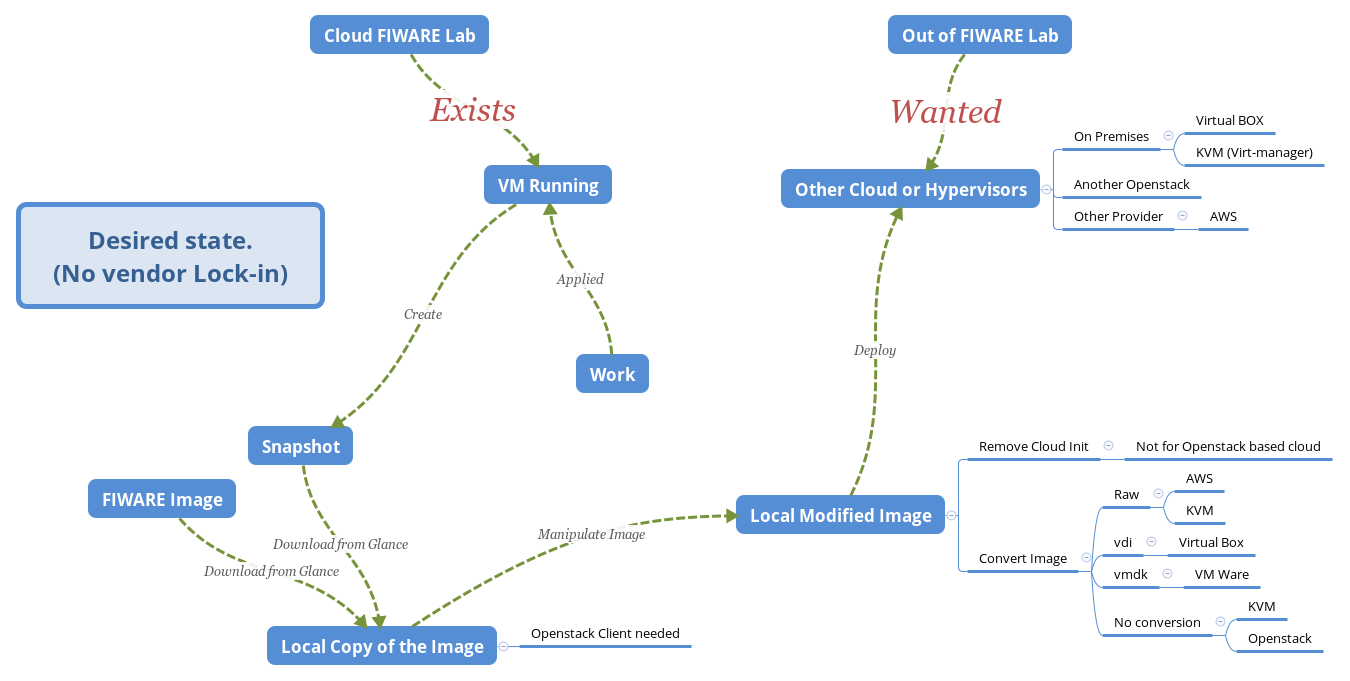 Cloud FIWARE Lab
Out of FIWARE Lab
Exists
Wanted
Virtual BOX
On Premises
KVM (Virt-manager)
VM Running
Other Cloud or Hypervisors
Another Openstack
Other Provider
AWS
Desired state.
(No vendor Lock-in)
Applied
Create
Deploy
Work
Snapshot
Remove Cloud Init
Not for Openstack based cloud
FIWARE Image
Raw
AWS
KVM
Local Modified Image
Manipulate Image
Download from Glance
Download from Glance
Convert Image
vdi
Virtual Box
vmdk
VM Ware
No conversion
KVM
Openstack
Local Copy of the Image
Openstack Client needed